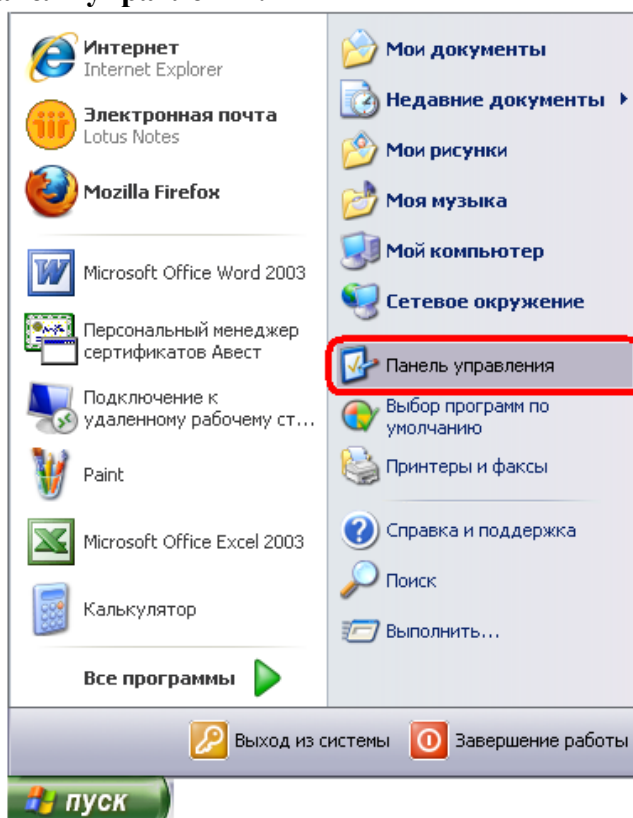 Интернет
Internet Explorer
Электронная почта
Lotus Notes
Mozilla Firefox
Microsoft Office Word 2003
Персональный менеджер
сертификатов Авест
Подключение к
удаленному рабочему ст...
Paint
Microsoft Office Excel 2003
Калькулятор
Все программы
Мои документы
Недавние документы
Мои рисунки
Моя музыка
Мой компьютер
Сетевое окружение
Панель управления
Выбор программ по
умолчанию
Принтеры и факсы
Справка и поддержка
Поиск
Выполнить...
Выход из системы
Завершение работы
пуск